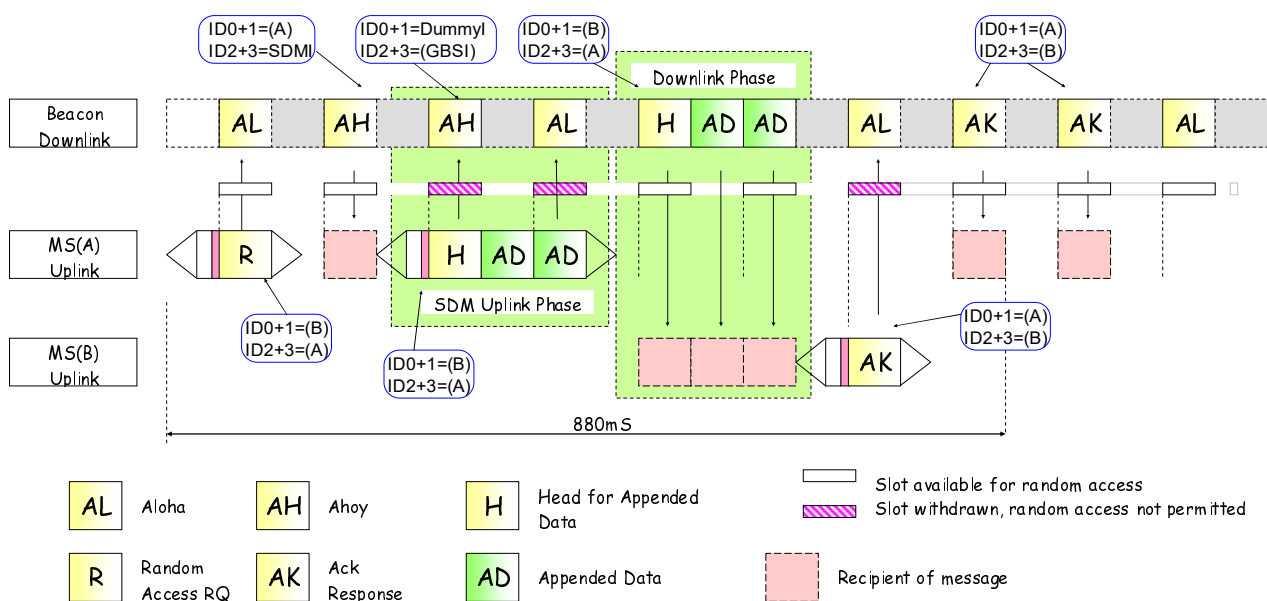 ID0+1=(A)
ID2+3=SDMI
ID0+1=DummyI
ID2+3=(GBSI)
ID0+1=(B)
ID2+3=(A)
ID0+1=(A)
ID2+3=(B)
Downlink Phase
Beacon
Downlink
AL
AH
AH
AL
H
AD
AD
AL
AK
AK
AL
MS(A)
Uplink
R
H
AD
AD
SDM Uplink Phase
ID0+1=(B)
ID2+3=(A)
ID0+1=(A)
ID2+3=(B)
MS(B)
Uplink
ID0+1=(B)
ID2+3=(A)
AK
880mS
AL
Aloha
AH
Ahoy
H
Head for Appended
Data
Slot available for random access
Slot withdrawn, random access not permitted
R
Random
Access RQ
AK
Ack
Response
AD
Appended Data
Recipient of message